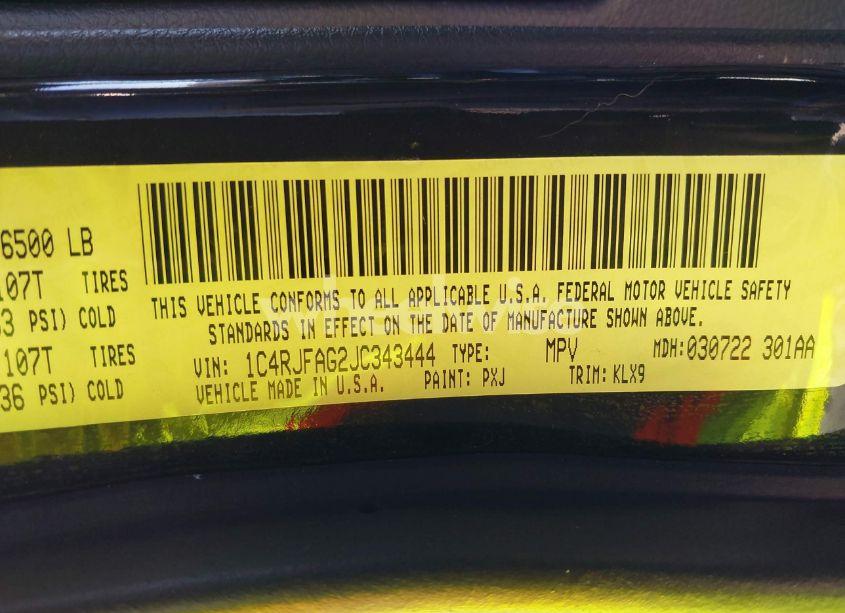 6500 LB
107T TIRES
3 PSI) COLD
107T TIRES
36 PSI) COLD
THIS VEHICLE CONFORMS TO ALL APPLICABLE U.S.A. FEDERAL MOTOR VEHICLE SAFETY
STANDARDS IN EFFECT ON THE DATE OF MANUFACTURE SHOWN ABOVE.
VIN: 1C4RJFAG2JC343444 TYPE: MPV MDH: 030722 301AA
VEHICLE MADE IN U.S.A. PAINT: PXJ TRIM: KLX9